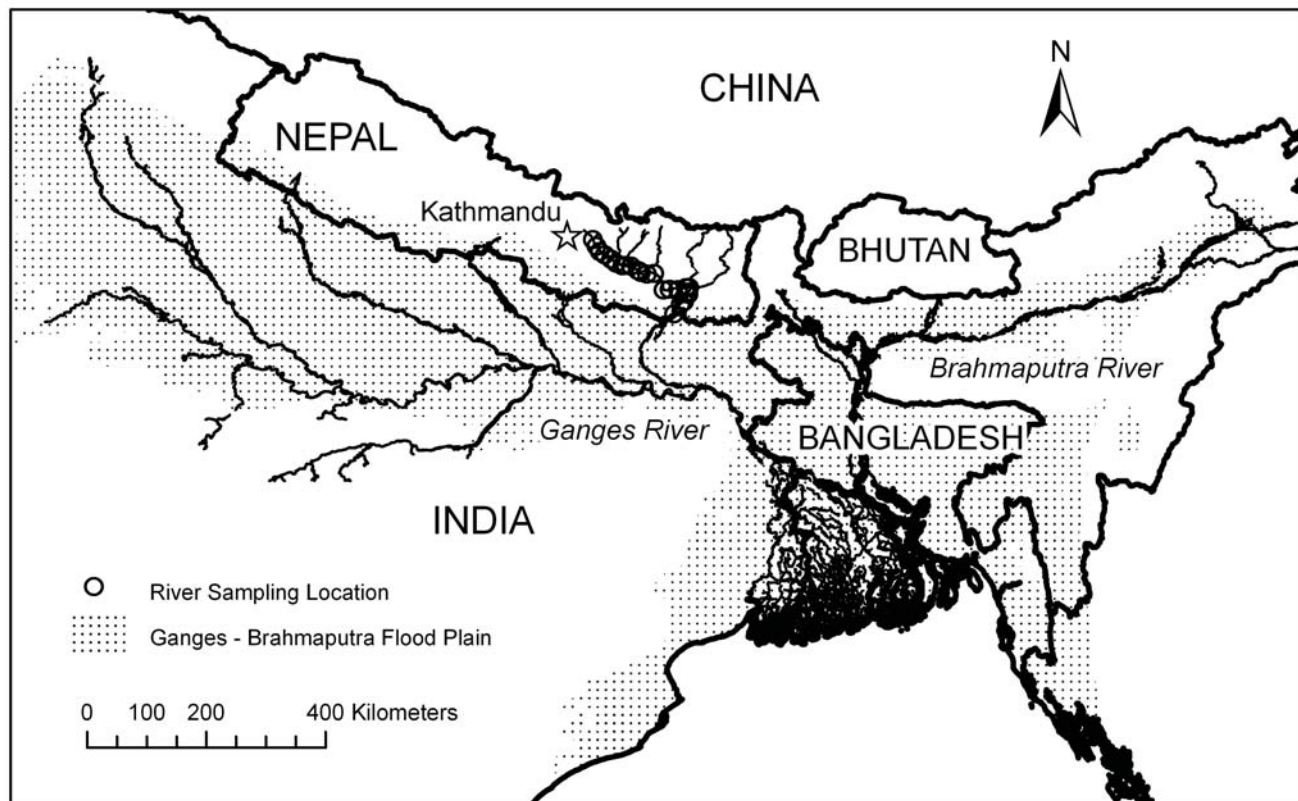 N
CHINA
NEPAL
Kathmandu
BHUTAN
Brahmaputra River
Ganges River
BANGLADESH
INDIA
River Sampling Location
Ganges - Brahmaputra Flood Plain
0 100 200 400 Kilometers